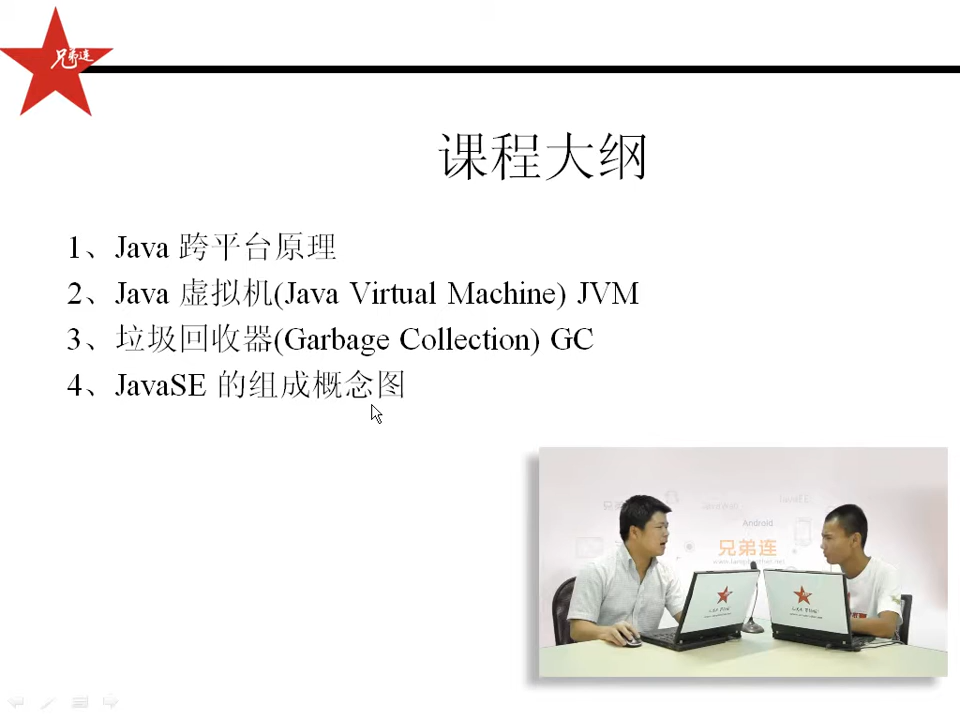 兄弟连
课程大纲
1、Java 跨平台原理
2、Java 虚拟机(Java Virtual Machine) JVM
3、垃圾回收器(Garbage Collection) GC
4、JavaSE 的组成概念图
JavaEE
Android
兄弟连